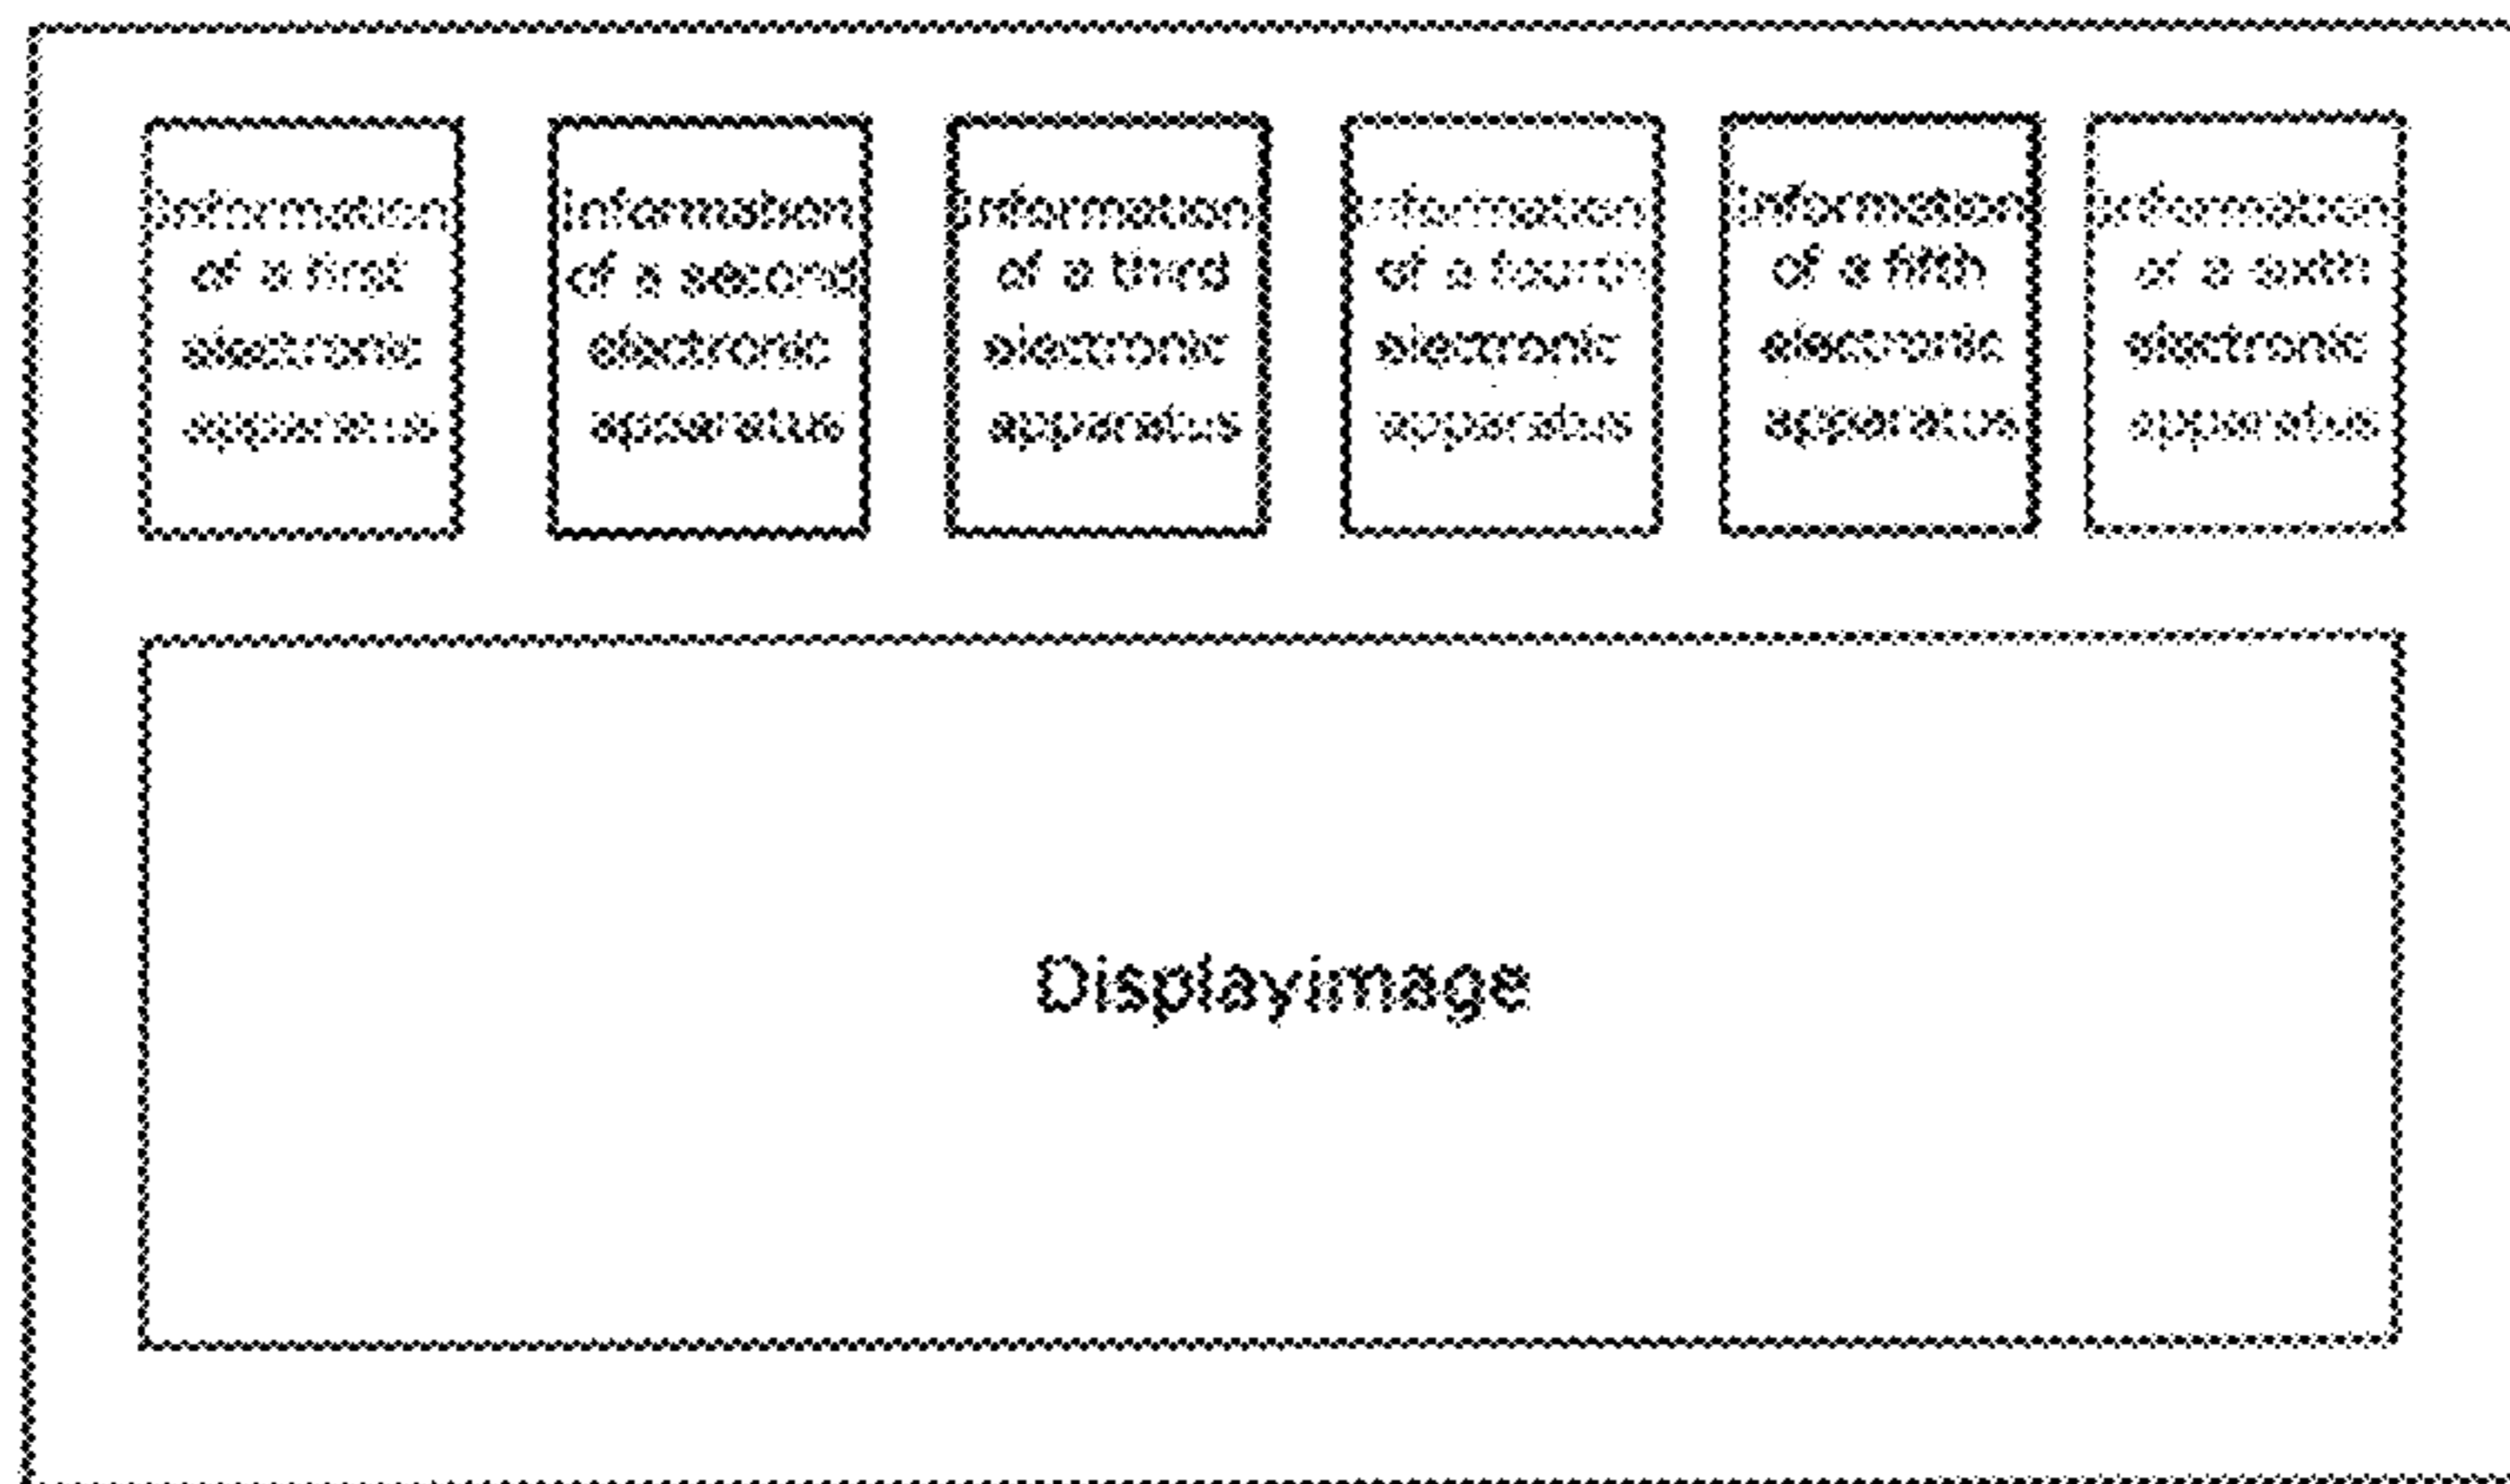 Information
of a first
electronic
apparatus
Information
of a second
electronic
apparatus
Information
of a third
electronic
apparatus
Information
of a fourth
electronic
apparatus
Information
of a fifth
electronic
apparatus
Information
of a sixth
electronic
apparatus
Displayimage